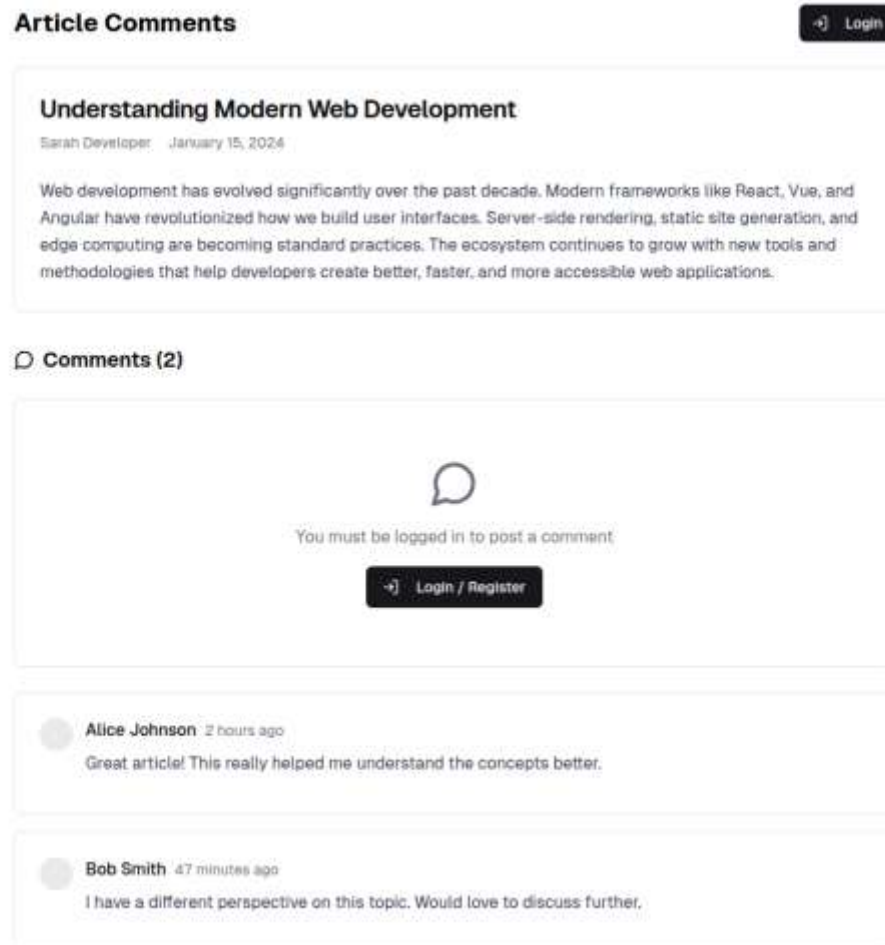 Article Comments
Login
Understanding Modern Web Development
Sarah Developer January 15, 2024
Web development has evolved significantly over the past decade. Modern frameworks like React, Vue, and
Angular have revolutionized how we build user interfaces. Server-side rendering, static site generation, and
edge computing are becoming standard practices. The ecosystem continues to grow with new tools and
methodologies that help developers create better, faster, and more accessible web applications.
Comments (2)
You must be logged in to post a comment
Login / Register
Alice Johnson 2 hours ago
Great article! This really helped me understand the concepts better.
Bob Smith 47 minutes ago
I have a different perspective on this topic. Would love to discuss further.